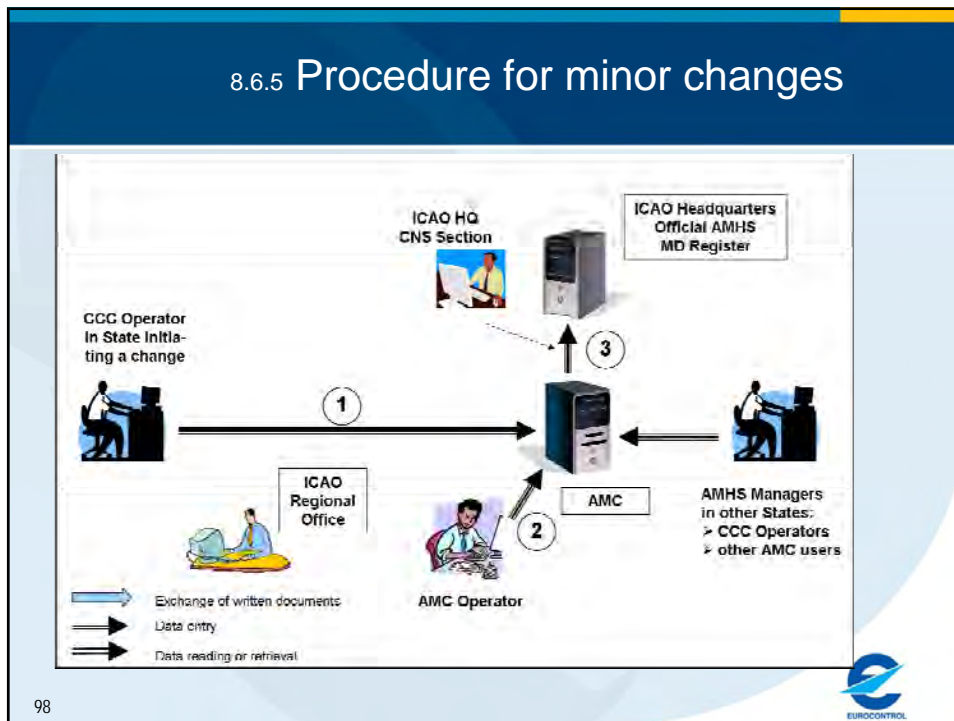 8.6.5 Procedure for minor changes
ICAO HQ
CNS Section
ICAO Headquarters
Official AMHS
MD Register
CCC Operator
in State initia-
ting a change
3
1
ICAO
Regional
Office
2
AMC
AMHS Managers
in other States:
➢ CCC Operators
➢ other AMC users
AMC Operator
Exchange of written documents
Data entry
Data reading or retrieval
98
EUROCONTROL